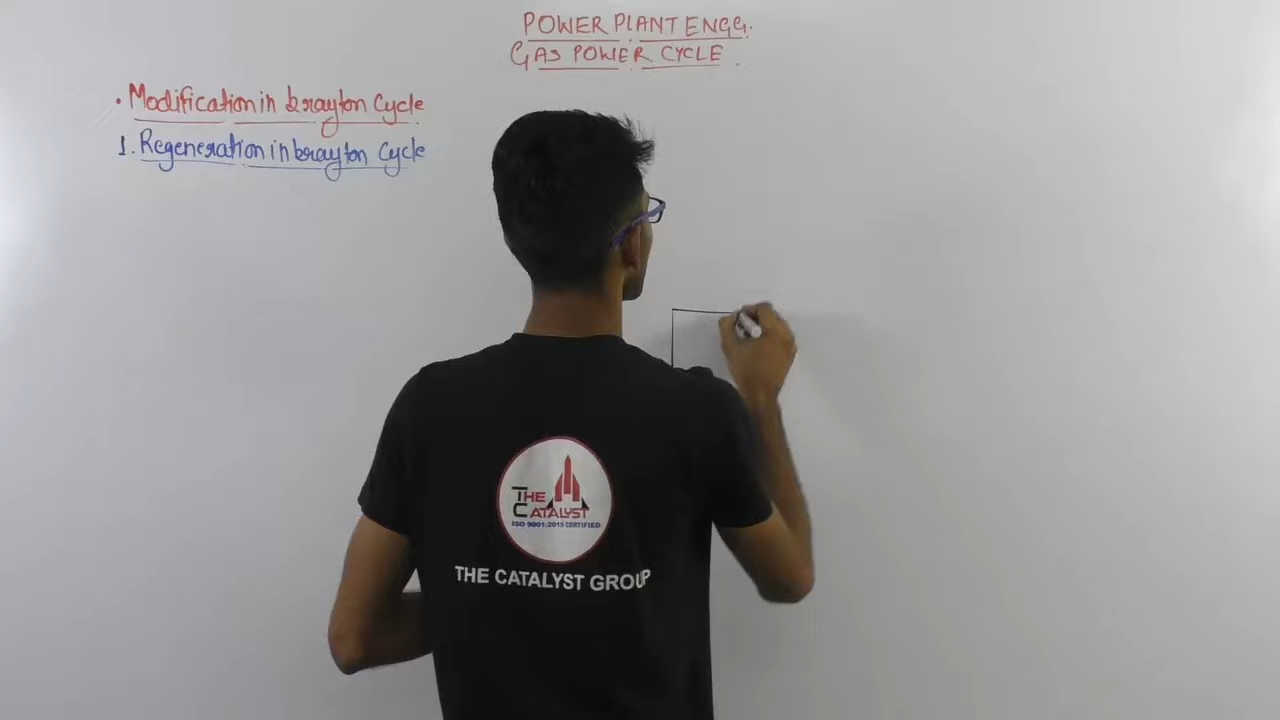 POWER PLANT ENGG.
GAS POWER CYCLE.
• Modification in brayton Cycle
1. Regeneration in brayton Cycle
THE
CATALYST
ISO 9001:2015 CERTIFIED
THE CATALYST GROUP